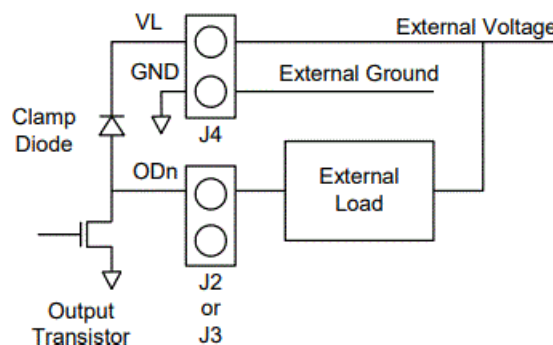 VL
External Voltage
GND
External Ground
Clamp
Diode
J4
ODn
External
Load
J2
or
J3
Output
Transistor